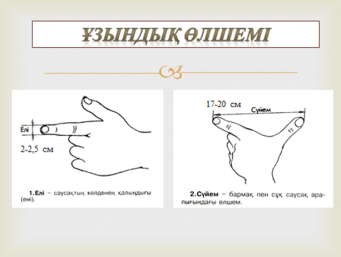 ҰЗЫНДЫҚ ӨЛШЕМІ
Елі
2-2,5 см
1.Елі – саусақтың көлденең қалыңдығы
(ені).
17-20 см
Сүйем
2.Сүйем – бармақ пен сұқ саусақ ара-
лығындағы өлшем.